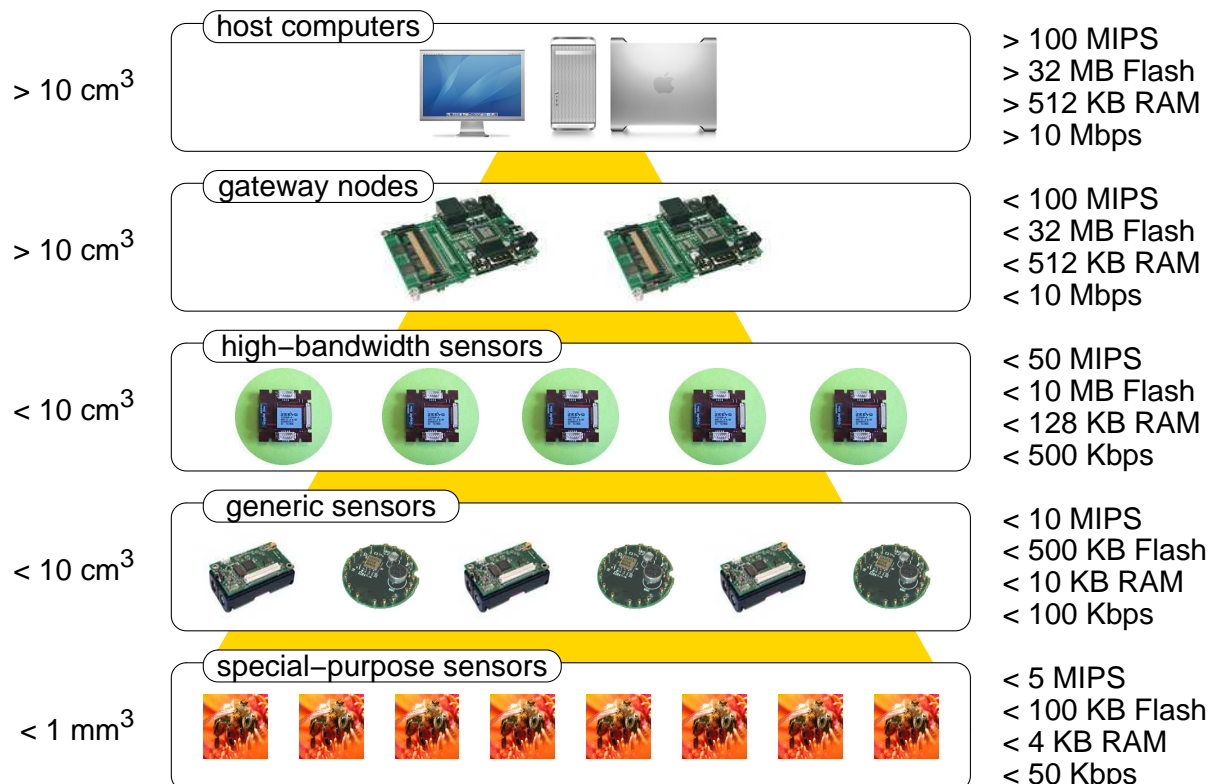 host computers
> 10 cm3
> 100 MIPS
> 32 MB Flash
> 512 KB RAM
> 10 Mbps
gateway nodes
> 10 cm3
< 100 MIPS
< 32 MB Flash
< 512 KB RAM
< 10 Mbps
high−bandwidth sensors
< 10 cm3
< 50 MIPS
< 10 MB Flash
< 128 KB RAM
< 500 Kbps
generic sensors
< 10 cm3
< 10 MIPS
< 500 KB Flash
< 10 KB RAM
< 100 Kbps
special−purpose sensors
< 1 mm3
< 5 MIPS
< 100 KB Flash
< 4 KB RAM
< 50 Kbps